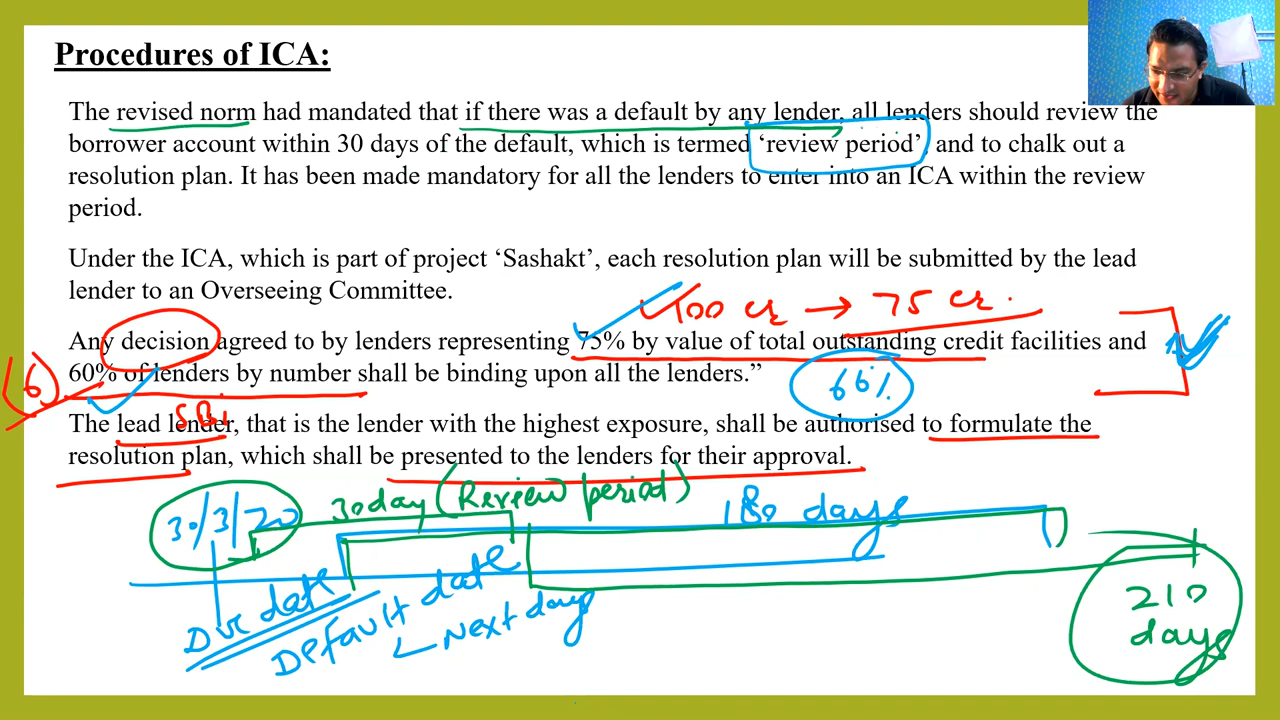 Procedures of ICA:
The revised norm had mandated that if there was a default by any lender, all lenders should review the
borrower account within 30 days of the default, which is termed ‘review period’, and to chalk out a
resolution plan. It has been made mandatory for all the lenders to enter into an ICA within the review
period.
Under the ICA, which is part of project ‘Sashakt’, each resolution plan will be submitted by the lead
lender to an Overseeing Committee.
100 cr → 75 cr.
Any decision agreed to by lenders representing 75% by value of total outstanding credit facilities and
60% of lenders by number shall be binding upon all the lenders.”
(6)
66%
SBI
The lead lender, that is the lender with the highest exposure, shall be authorised to formulate the
resolution plan, which shall be presented to the lenders for their approval.
30 day (Review period)
30/3/20
180 days
Due date
Default date
Next day
210
days